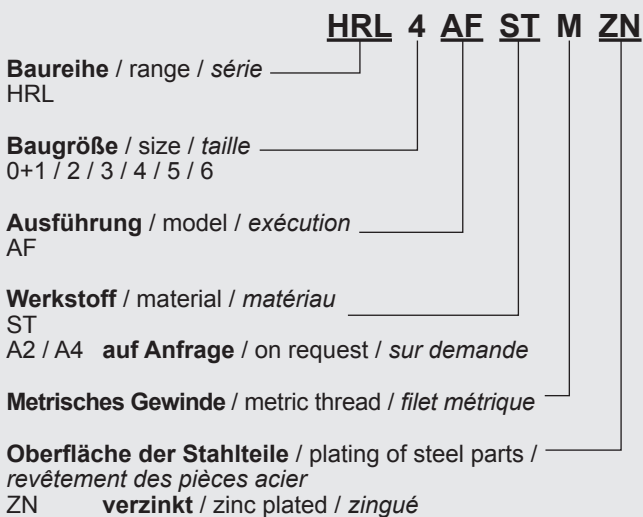 HRL 4 AF ST M ZN
Baureihe / range / série
HRL
Baugröße / size / taille
0+1 / 2 / 3 / 4 / 5 / 6
Ausführung / model / exécution
AF
Werkstoff / material / matériau
ST
A2 / A4 auf Anfrage / on request / sur demande
Metrisches Gewinde / metric thread / filet métrique
Oberfläche der Stahlteile / plating of steel parts /
revêtement des pièces acier
ZN verzinkt / zinc plated / zingué